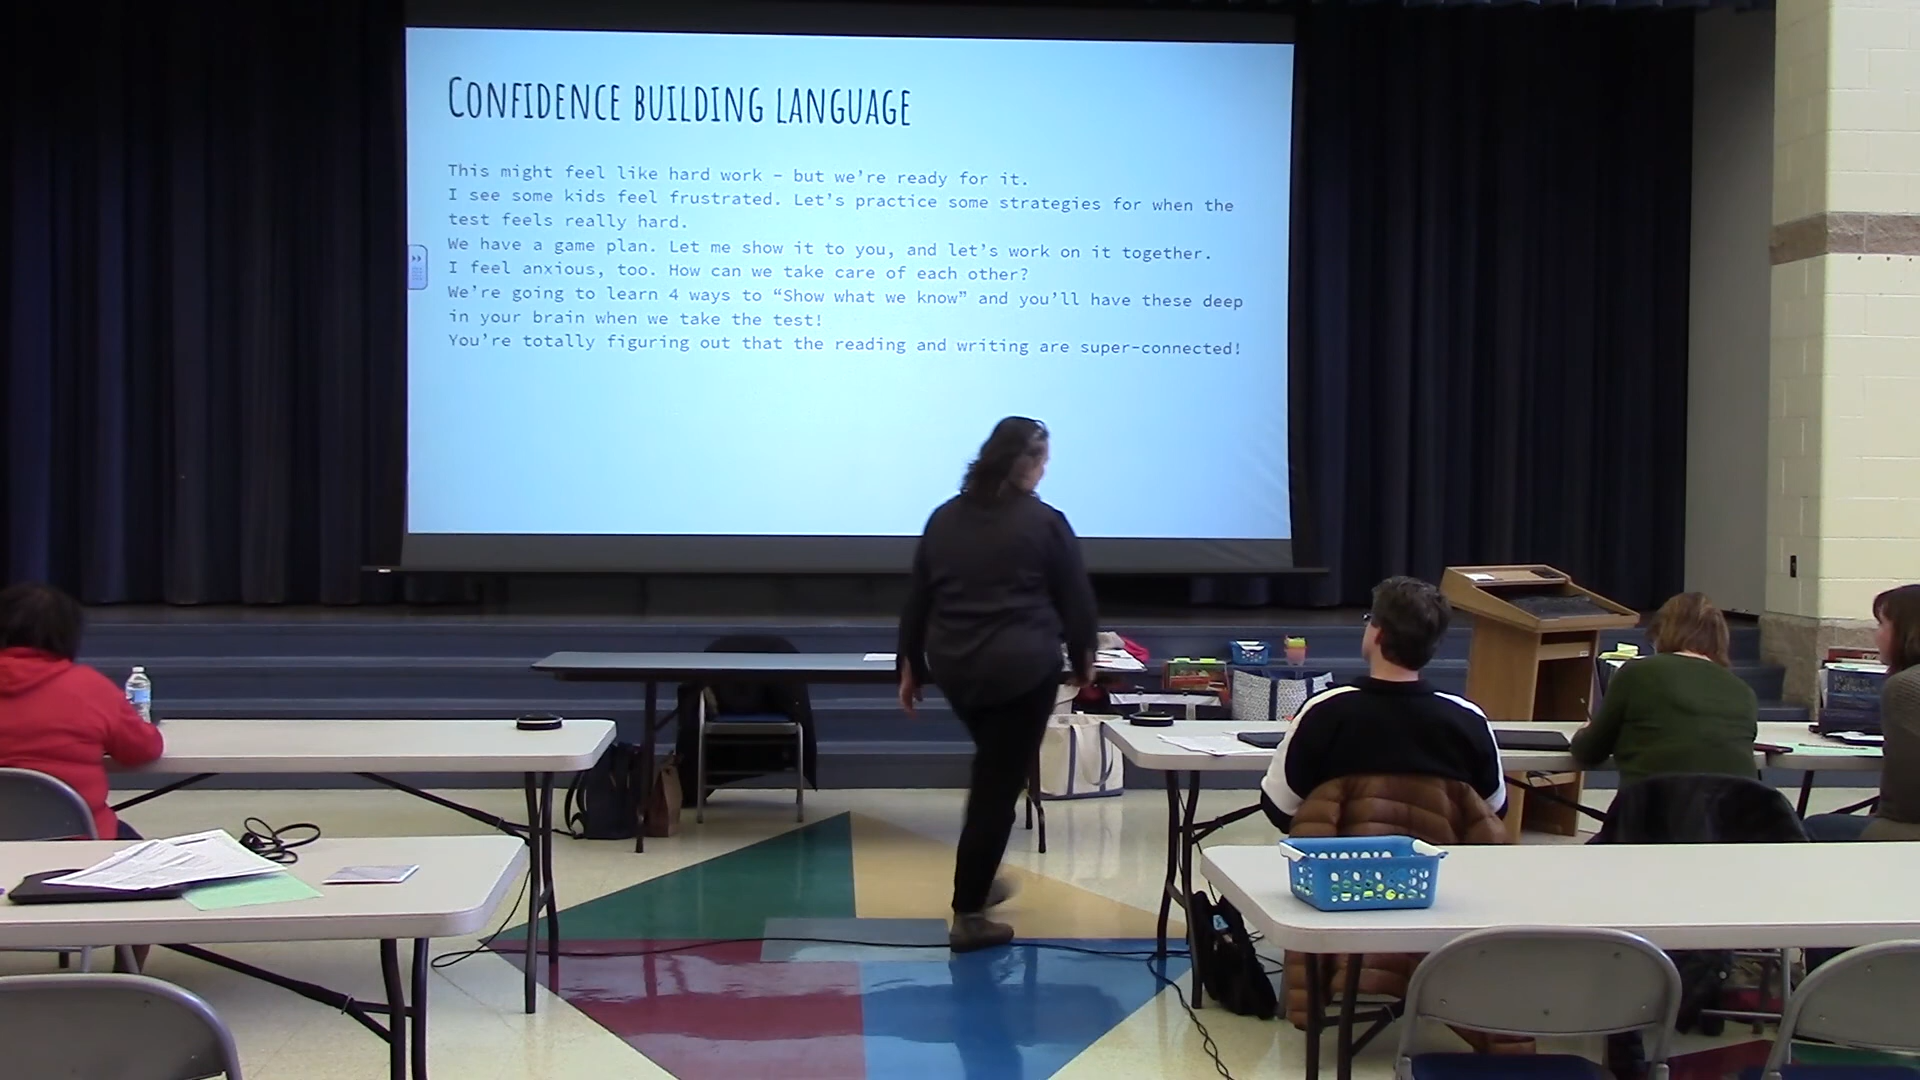 CONFIDENCE BUILDING LANGUAGE
This might feel like hard work – but we're ready for it.
I see some kids feel frustrated. Let's practice some strategies for when the
test feels really hard.
We have a game plan. Let me show it to you, and let's work on it together.
I feel anxious, too. How can we take care of each other?
We're going to learn 4 ways to “Show what we know” and you'll have these deep
in your brain when we take the test!
You're totally figuring out that the reading and writing are super-connected!